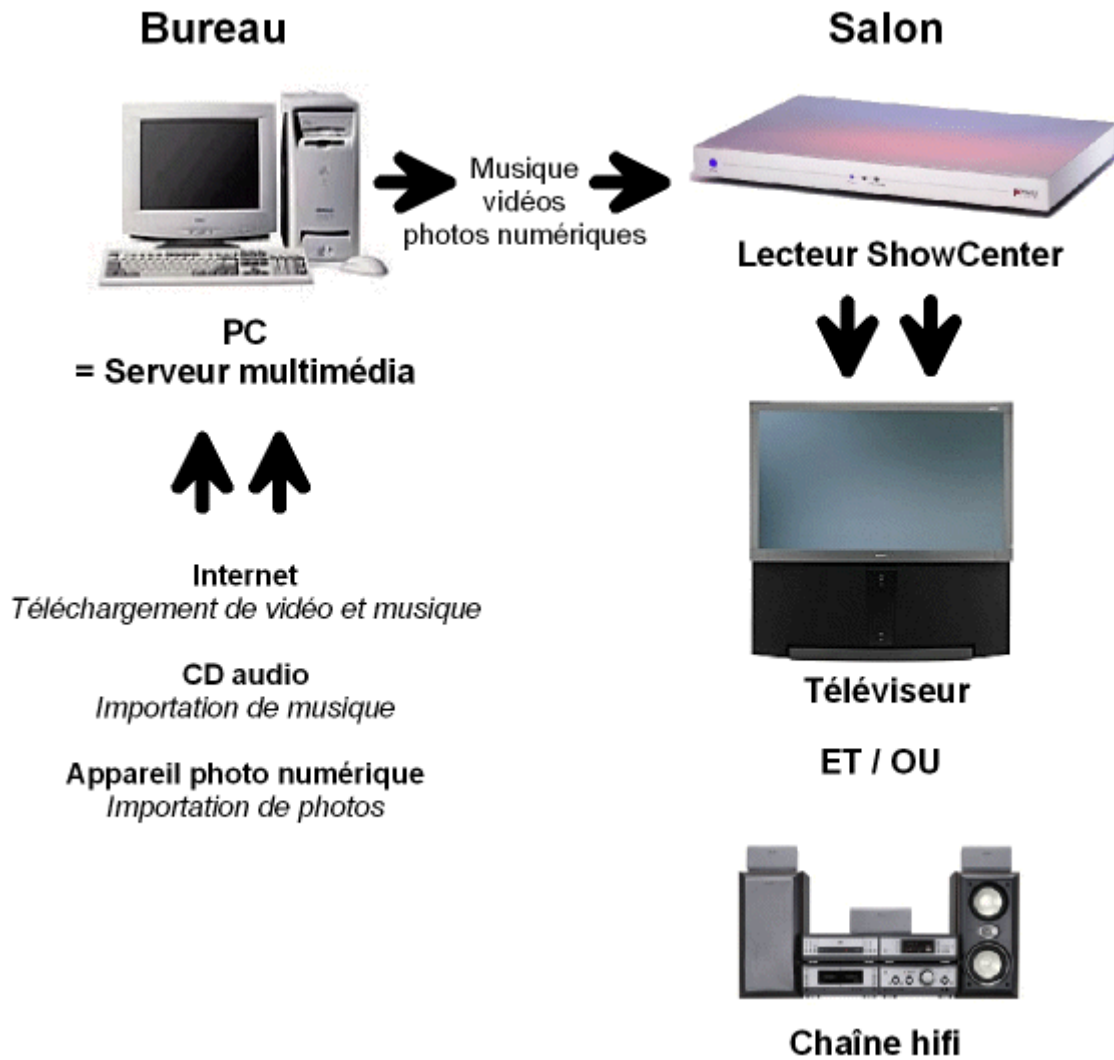 Bureau
Salon
Musique
vidéos
photos numériques
Lecteur ShowCenter
PC
= Serveur multimédia
Internet
Téléchargement de vidéo et musique
CD audio
Importation de musique
Appareil photo numérique
Importation de photos
Téléviseur
ET / OU
Chaîne hifi